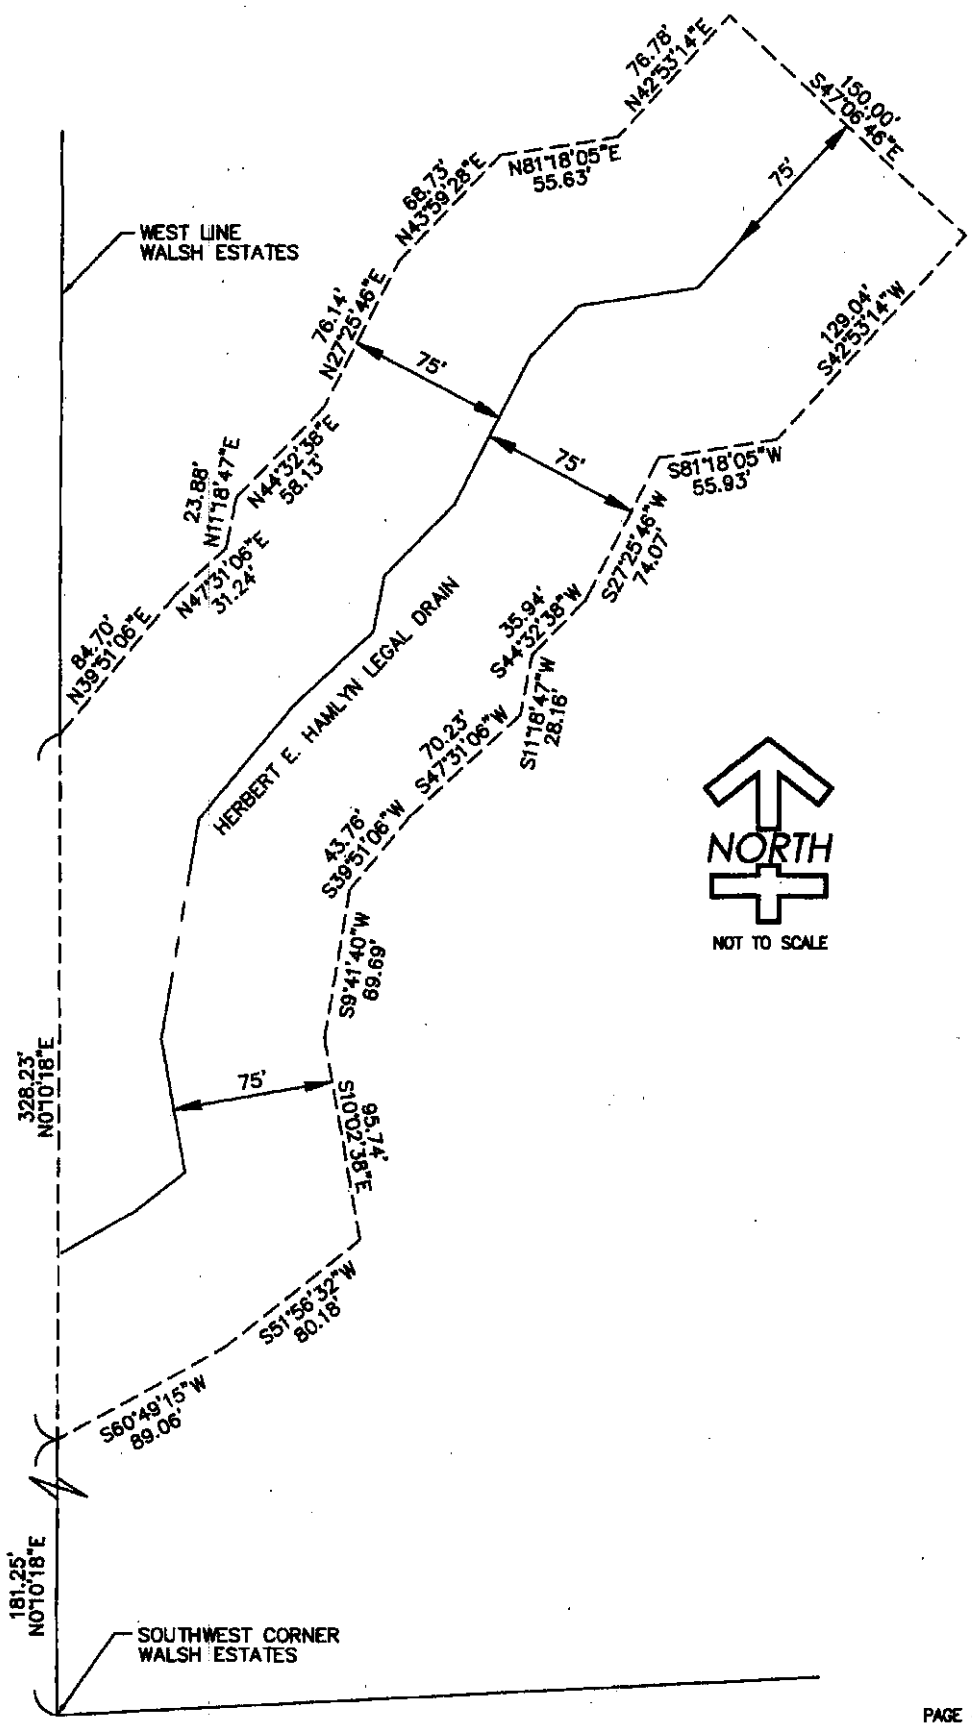 76.78'
N42°53'14"E
150.00'
S47°06'46"E
68.73'
N43°59'28"E
N81°18'05"E
55.63'
75'
WEST LINE
WALSH ESTATES
76.14'
N27°25'46"E
75'
129.04'
S42°53'14"W
23.88'
N11°18'47"E
N44°32'38"E
58.13'
75'
S81°18'05"W
55.93'
S27°25'46"W
74.07'
84.70'
N39°51'06"E
N47°31'06"E
31.24'
35.94'
S44°32'38"W
HERBERT E. HAMLYN LEGAL DRAIN
S11°18'47"W
28.16'
70.23'
S47°31'06"W
43.76'
S39°51'06"W
NORTH
NOT TO SCALE
S9°41'40"W
69.69'
328.23'
N0°10'18"E
75'
95.74'
S10°02'38"E
S51°56'32"W
80.18'
S60°49'15"W
89.06'
181.25'
N0°10'18"E
SOUTHWEST CORNER
WALSH ESTATES
PAGE